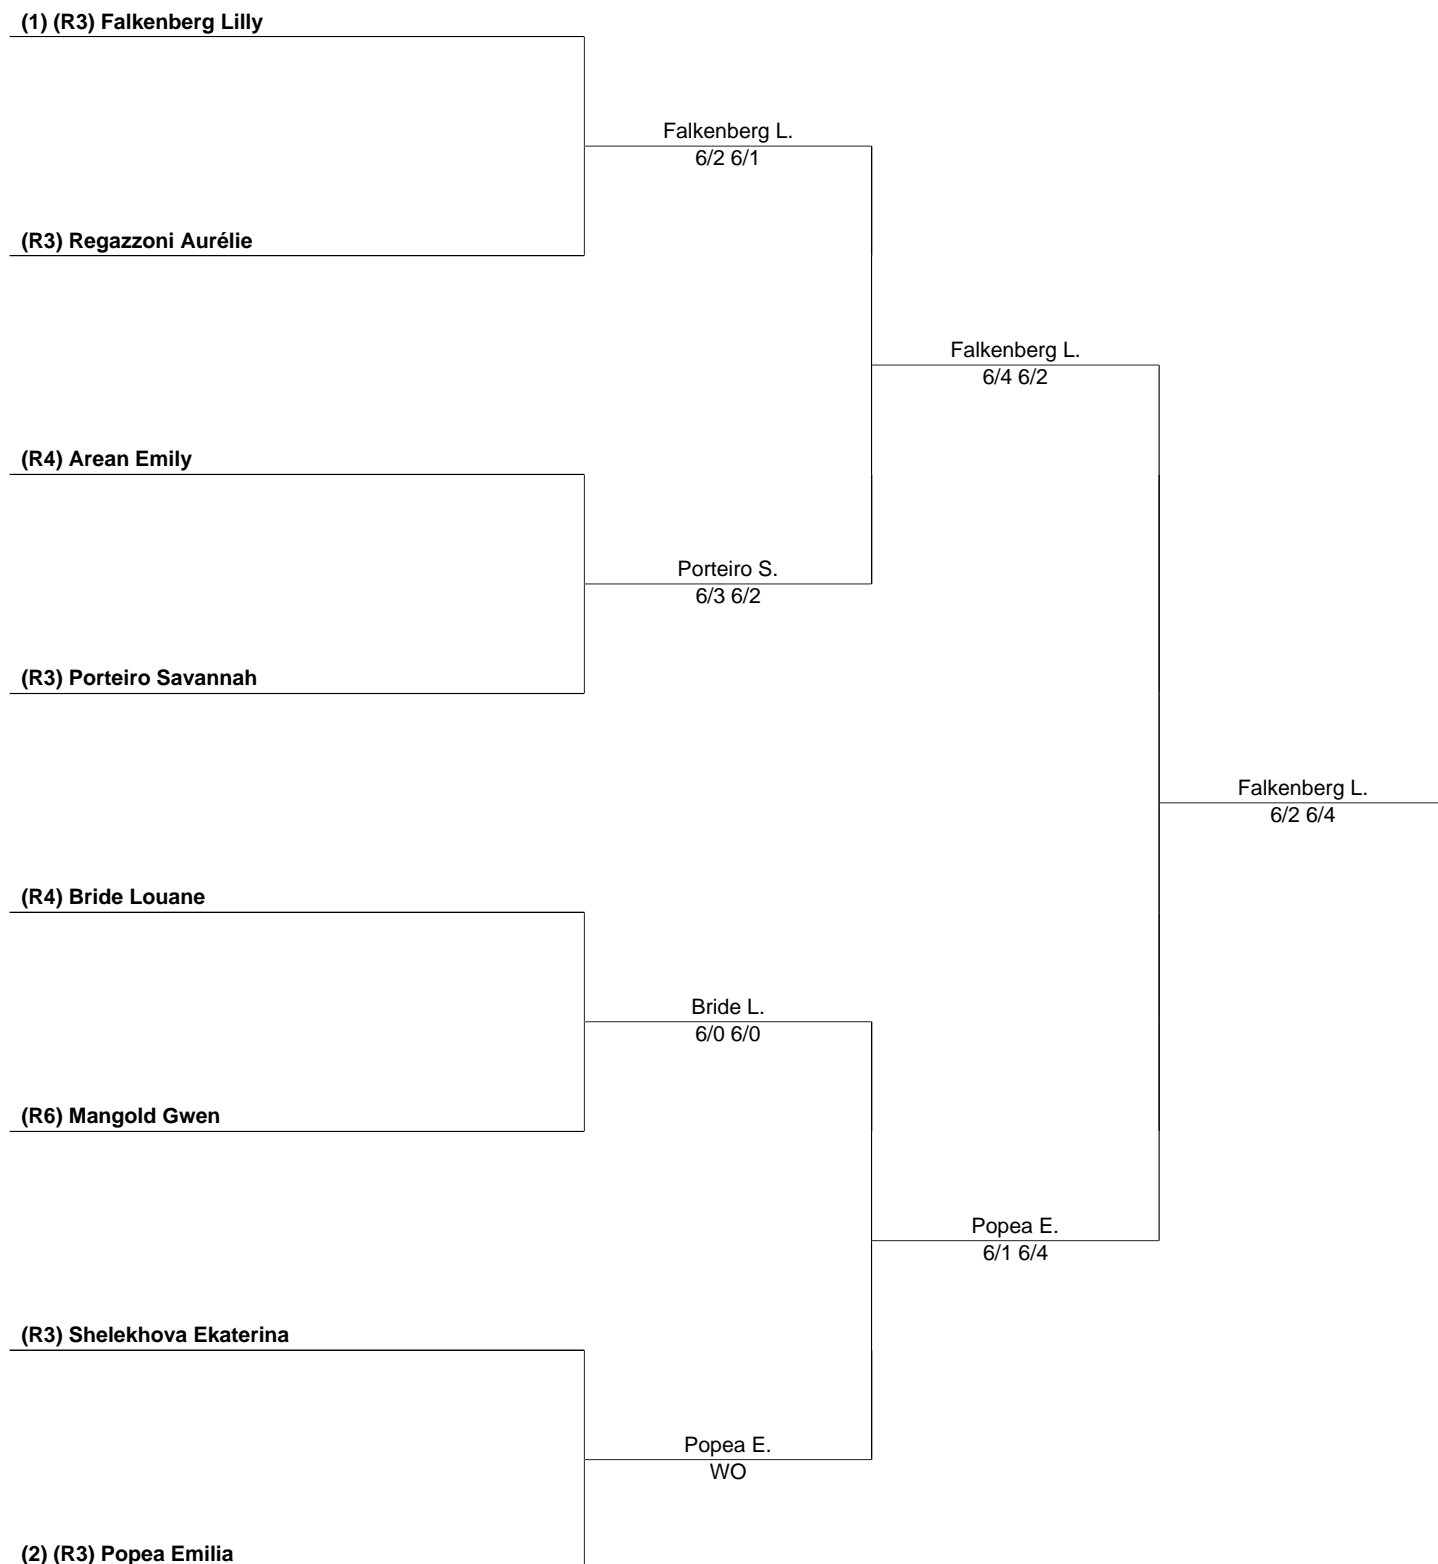 (1) (R3) Falkenberg Lilly
Falkenberg L.
6/2 6/1
(R3) Regazzoni Aurélie
Falkenberg L.
6/4 6/2
(R4) Arean Emily
Porteiro S.
6/3 6/2
(R3) Porteiro Savannah
Falkenberg L.
6/2 6/4
(R4) Bride Louane
Bride L.
6/0 6/0
(R6) Mangold Gwen
Popea E.
6/1 6/4
(R3) Shelekhova Ekaterina
Popea E.
WO
(2) (R3) Popea Emilia